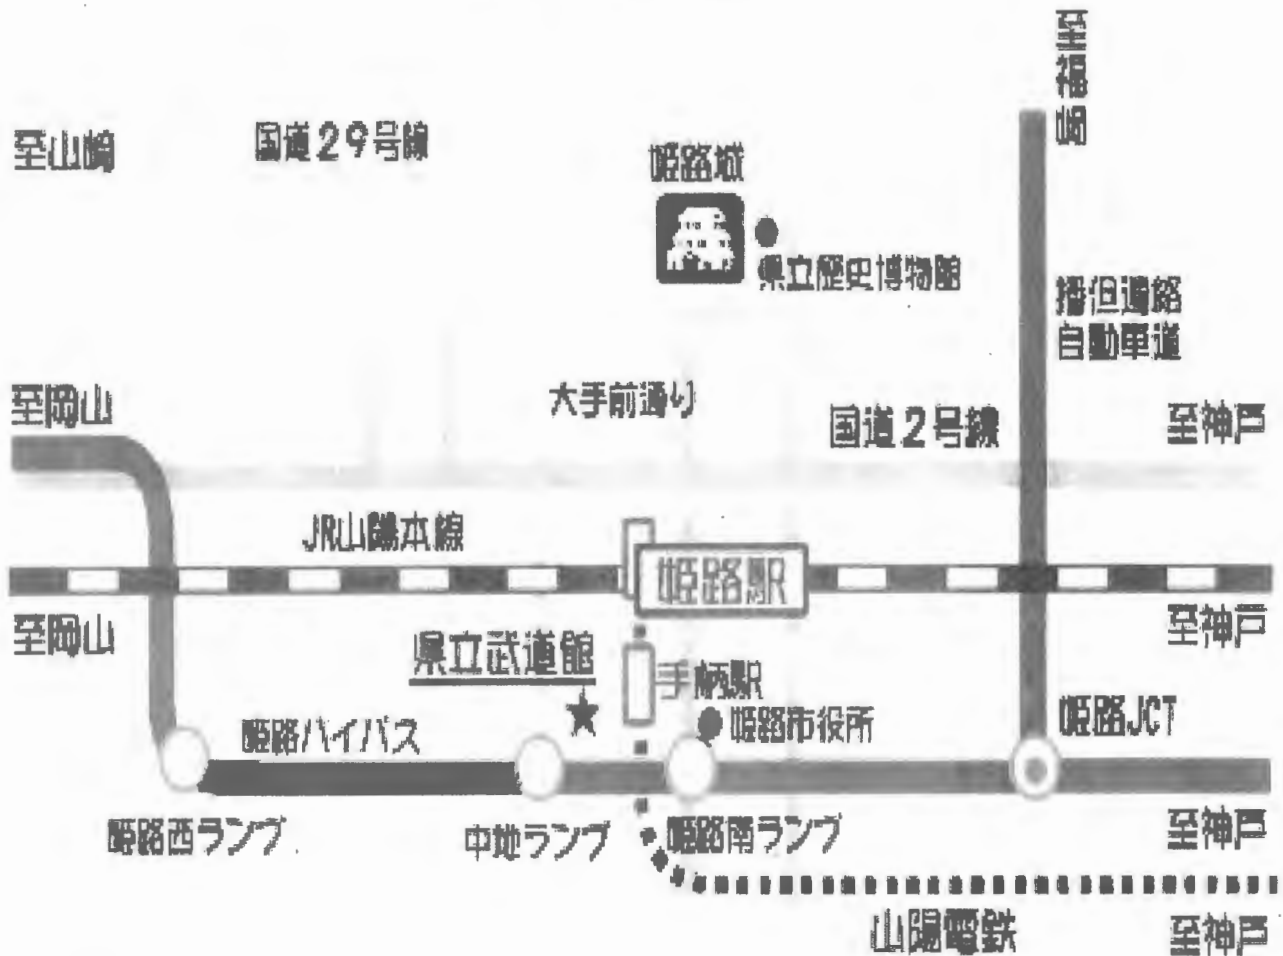 至福崎
至山崎
国道29号線
姫路城
県立歴史博物館
播但連絡
自動車道
至岡山
大手前通り
国道2号線
至神戸
JR山陽本線
姫路駅
至岡山
至神戸
県立武道館
手柄駅
姫路市役所
姫路JCT
姫路バイパス
姫路西ランプ
中地ランプ
姫路南ランプ
至神戸
山陽電鉄
至神戸